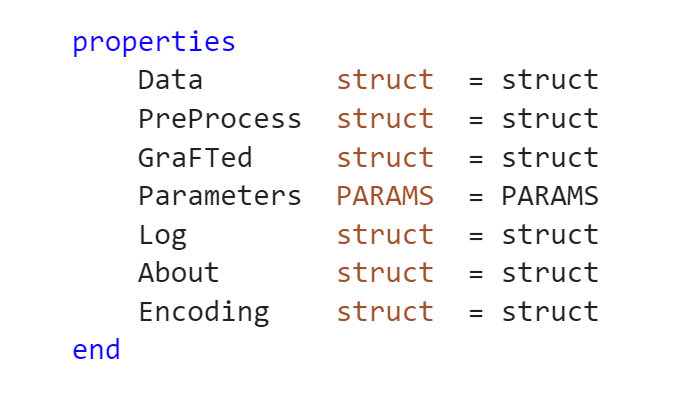 properties
Data struct = struct
PreProcess struct = struct
GraFTed struct = struct
Parameters PARAMS = PARAMS
Log struct = struct
About struct = struct
Encoding struct = struct
end